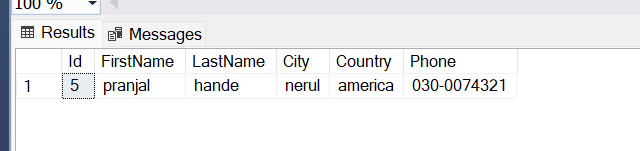 100 %
Results Messages
Id FirstName LastName City Country Phone
1 5 pranjal hande nerul america 030-0074321